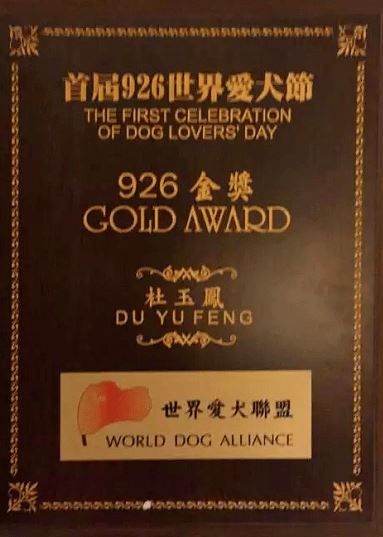 首屆926世界愛犬節
THE FIRST CELEBRATION
OF DOG LOVERS' DAY
926 金獎
GOLD AWARD
杜玉鳳
DU YU FENG
世界愛犬聯盟
WORLD DOG ALLIANCE